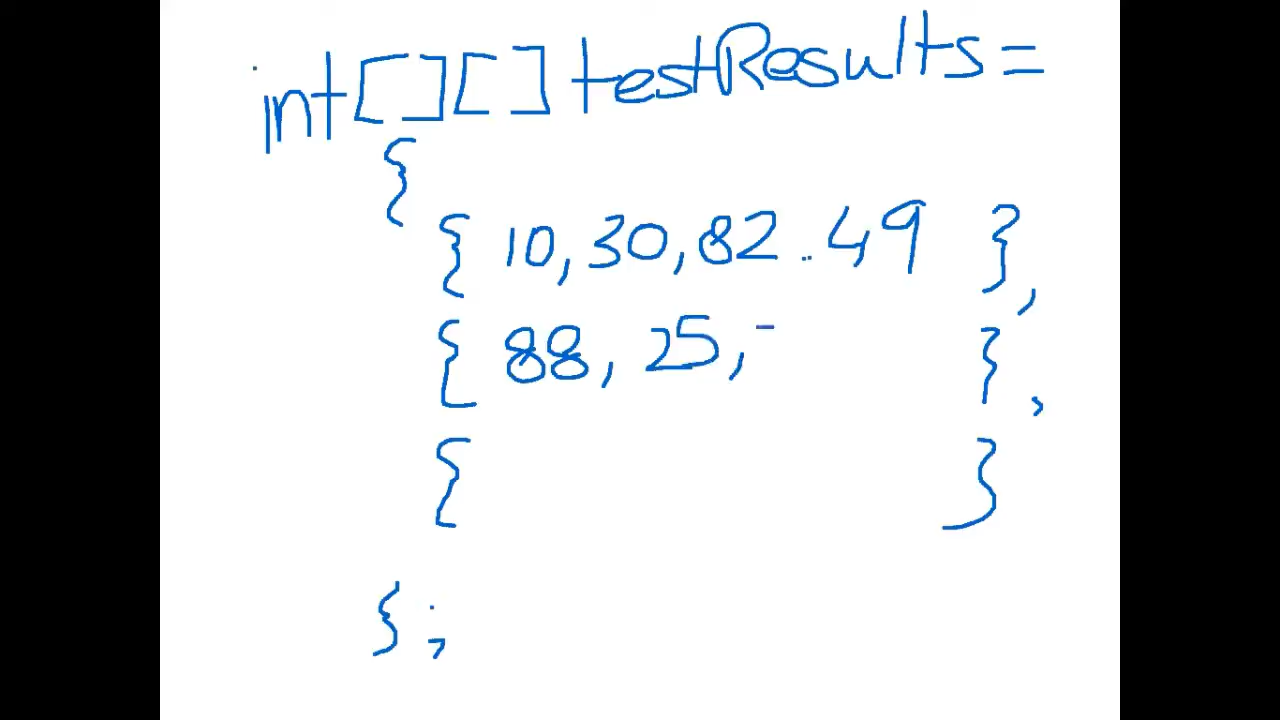 int[][]testResults=
{
{ 10,30,82..49 },
{ 88, 25,- },
{ }
};